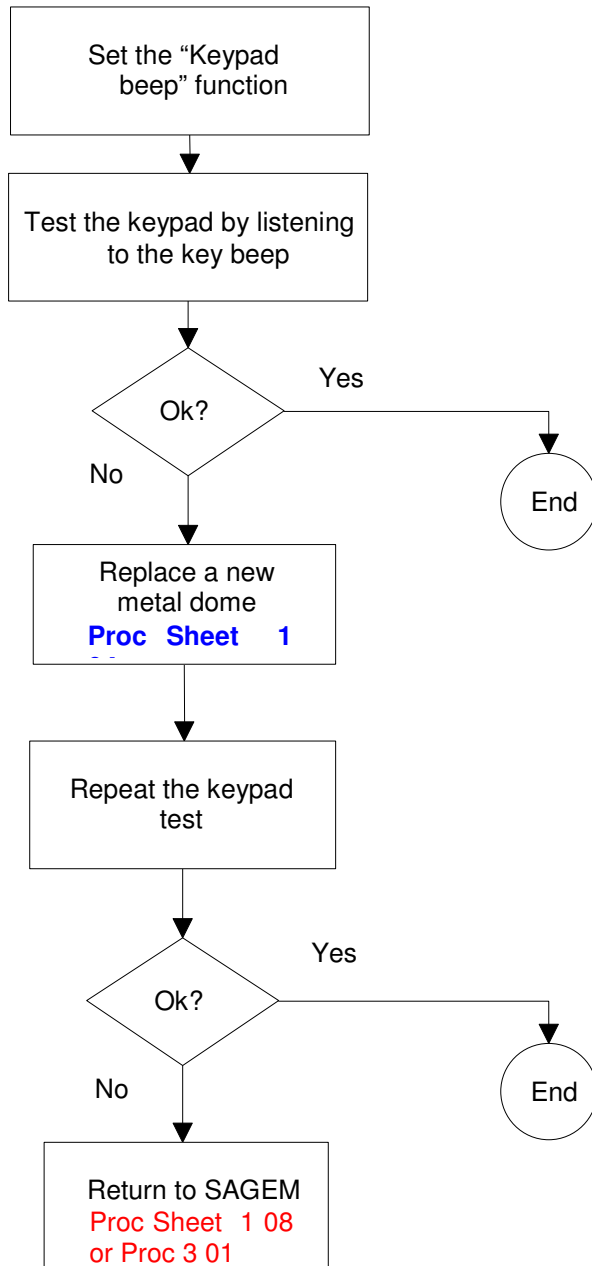 Set the “Keypad
beep” function
Test the keypad by listening
to the key beep
Ok?
Yes
No
End
Replace a new
metal dome
Proc Sheet 1
Repeat the keypad
test
Ok?
Yes
No
End
Return to SAGEM
Proc Sheet 1 08
or Proc 3 01